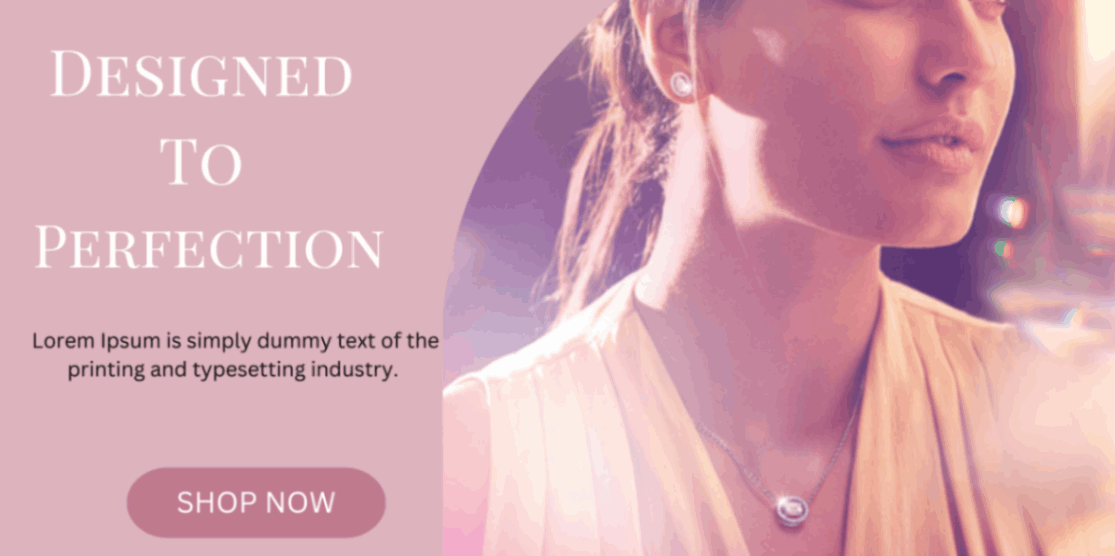 Designed
To
Perfection
Lorem Ipsum is simply dummy text of the
printing and typesetting industry.
SHOP NOW